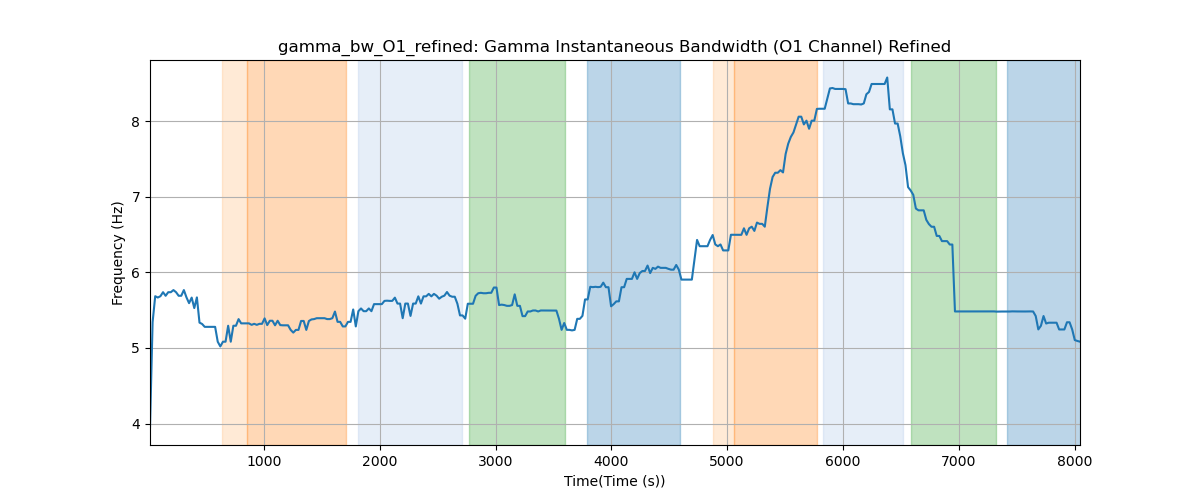 gamma_bw_O1_refined: Gamma Instantaneous Bandwidth (O1 Channel) Refined
8
7
6
5
4
Frequency (Hz)
1000 2000 3000 4000 5000 6000 7000 8000
Time(Time (s))